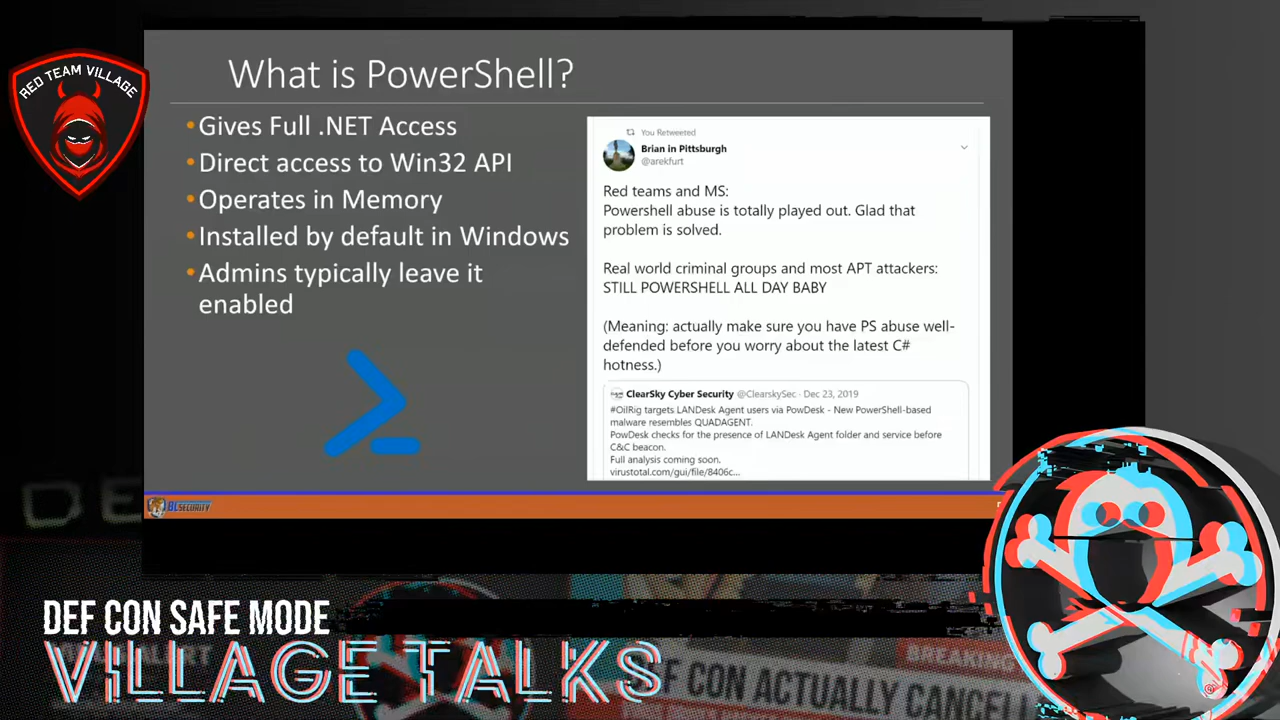 RED TEAM VILLAGE
What is PowerShell?
•Gives Full .NET Access
•Direct access to Win32 API
•Operates in Memory
•Installed by default in Windows
•Admins typically leave it
enabled
You Retweeted
Brian in Pittsburgh
@arekfurt
Red teams and MS:
Powershell abuse is totally played out. Glad that
problem is solved.
Real world criminal groups and most APT attackers:
STILL POWERSHELL ALL DAY BABY
(Meaning: actually make sure you have PS abuse well-
defended before you worry about the latest C#
hotness.)
ClearSky Cyber Security @ClearskySec · Dec 23, 2019
#OilRig targets LANDesk Agent users via PowDesk - New PowerShell-based
malware resembles QUADAGENT.
PowDesk checks for the presence of LANDesk Agent folder and service before
C&C beacon.
Full analysis coming soon.
virustotal.com/gui/file/8406c...
BLSECURITY
DEF CON SAFE MODE
VILLAGE TALKS
BREAKING
DEF CON ACTUALLY CANCELL